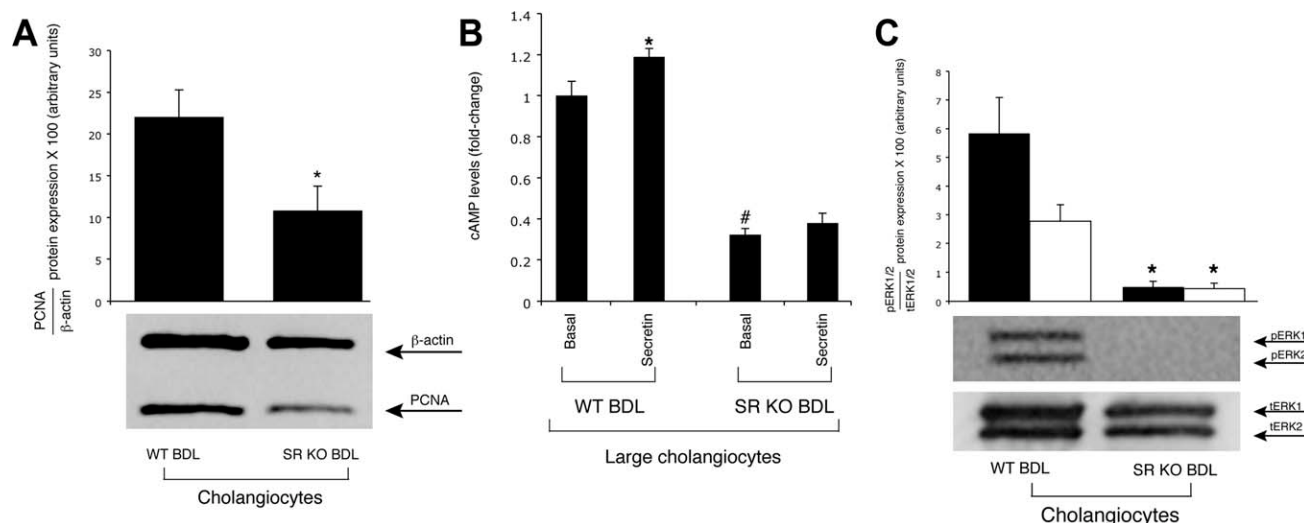 A
PCNA
β-actin
protein expression X 100 (arbitrary units)
30
25
20
15
10
5
0
*
β-actin
PCNA
WT BDL
SR KO BDL
Cholangiocytes
B
cAMP levels (fold-change)
1.4
1.2
1
0.8
0.6
0.4
0.2
0
*
#
Basal
Secretin
Basal
Secretin
WT BDL
SR KO BDL
Large cholangiocytes
C
pERK1/2
tERK1/2
protein expression X 100 (arbitrary units)
8
7
6
5
4
3
2
1
0
*
*
pERK1
pERK2
tERK1
tERK2
WT BDL
SR KO BDL
Cholangiocytes